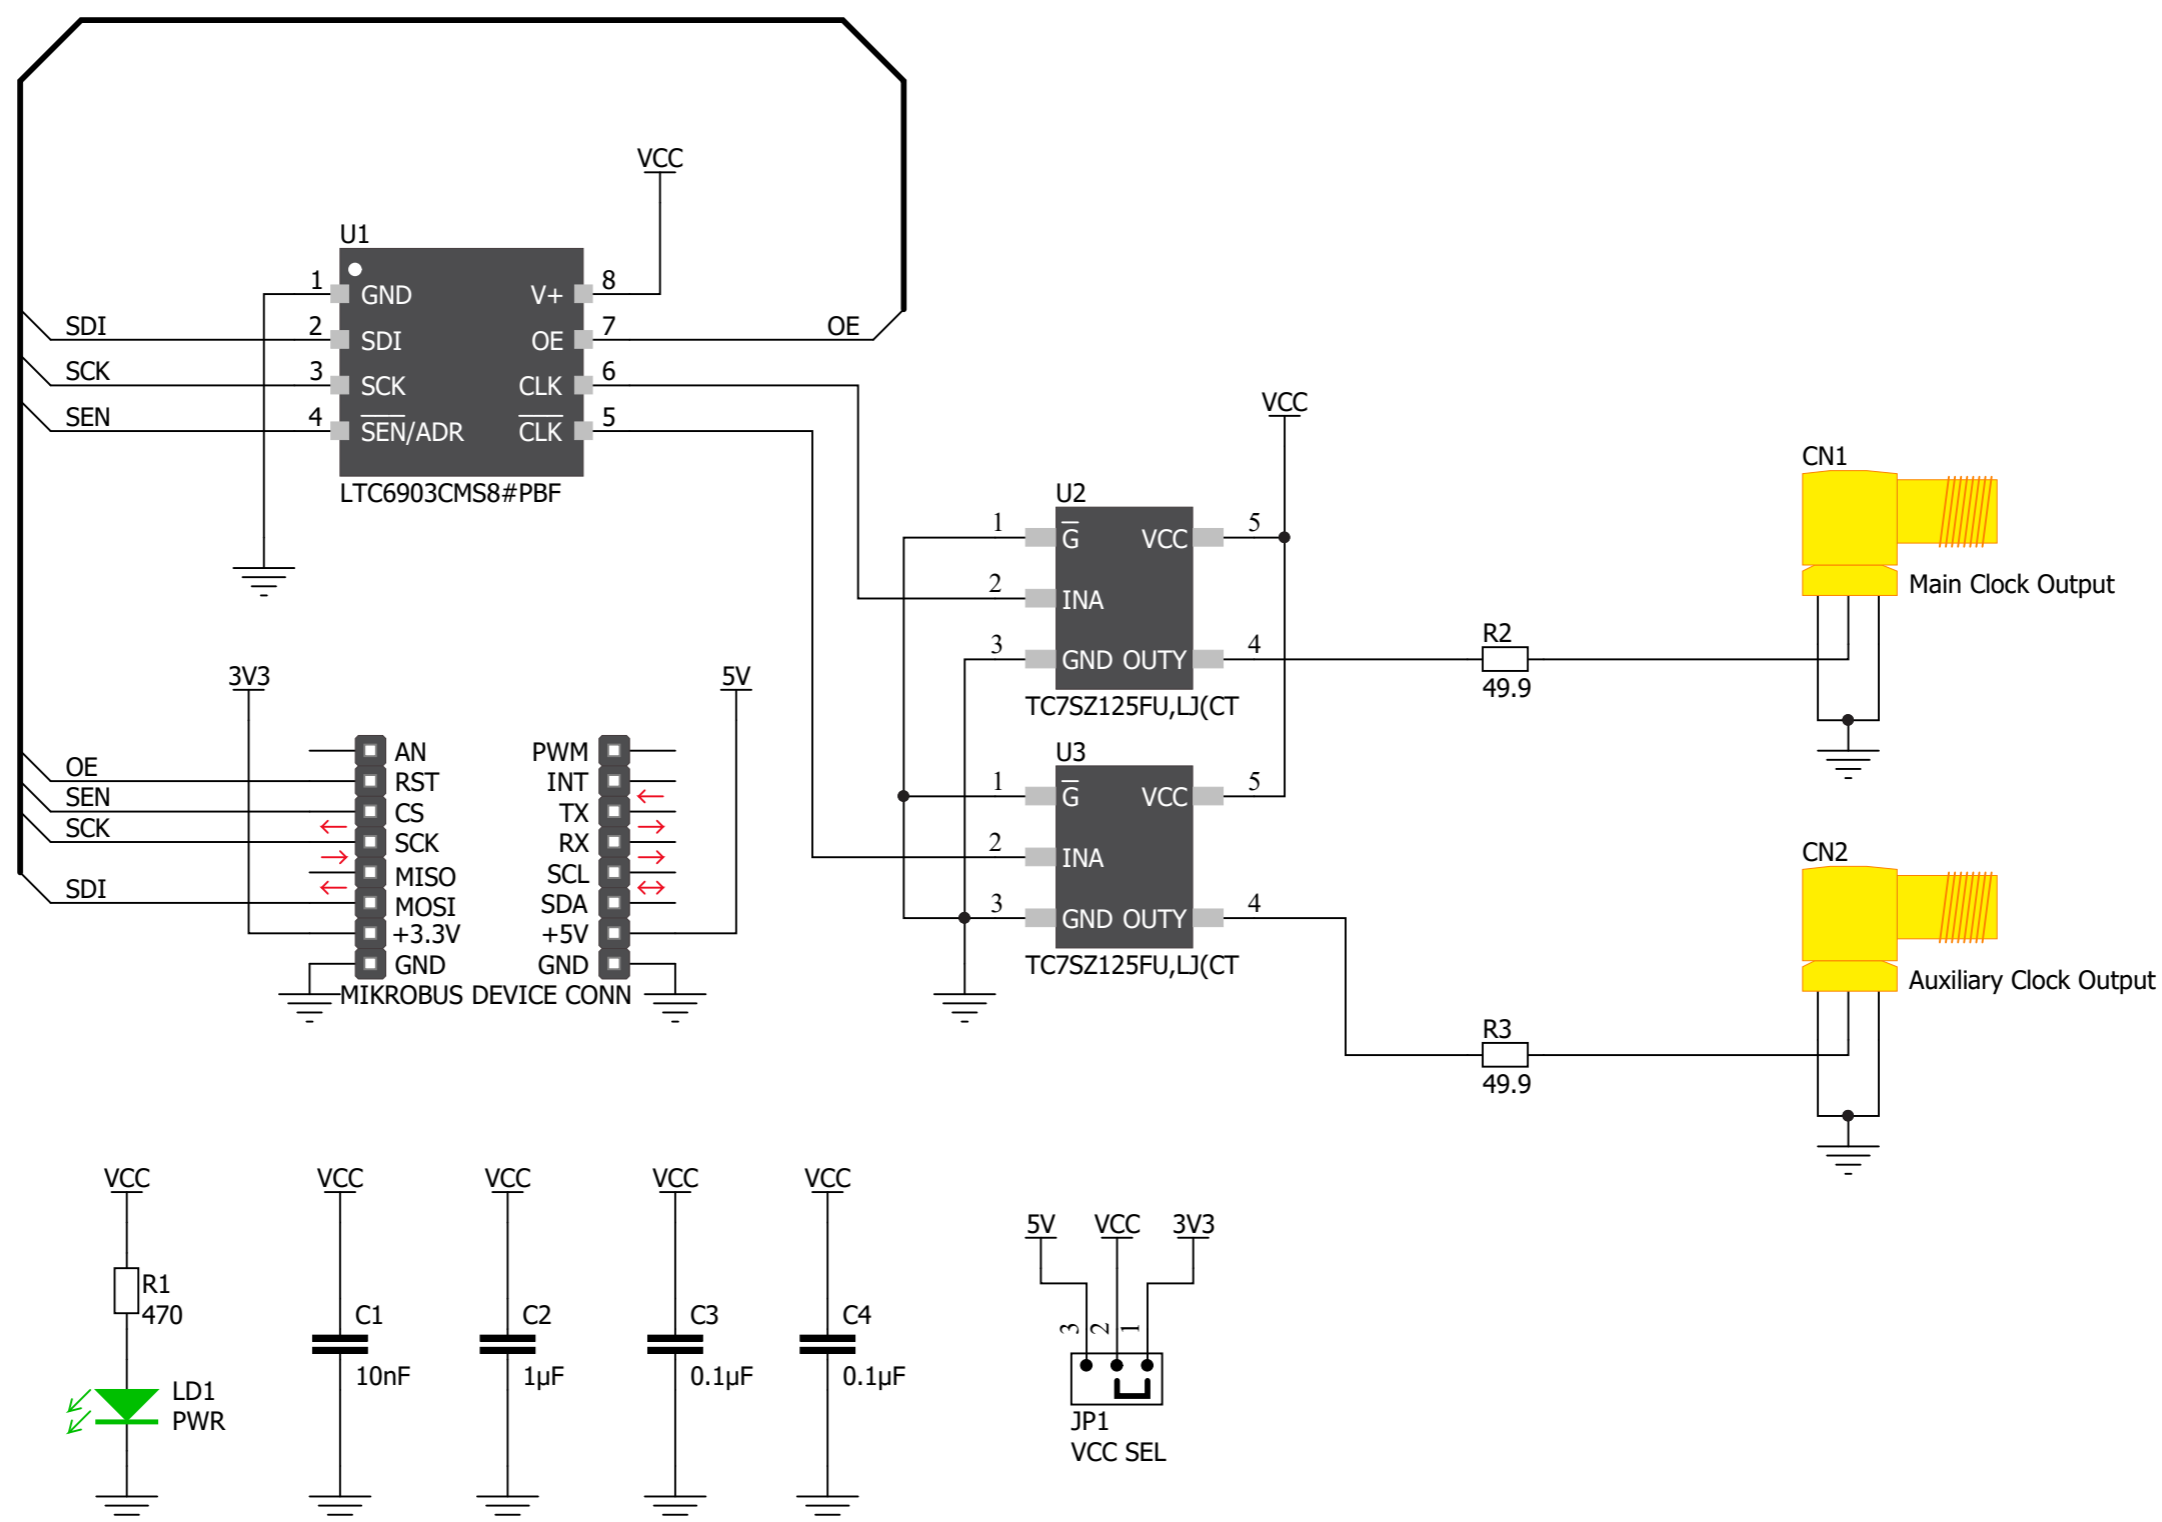 VCC
U1
1 GND V+ 8
SDI 2 SDI OE 7 OE
SCK 3 SCK CLK 6
SEN 4 SEN/ADR CLK 5
LTC6903CMS8#PBF
VCC
U2
1 G VCC 5
2 INA
3 GND OUTY 4
TC7SZ125FU,LJ(CT
U3
1 G VCC 5
2 INA
3 GND OUTY 4
TC7SZ125FU,LJ(CT
R2
49.9
CN1
Main Clock Output
R3
49.9
CN2
Auxiliary Clock Output
3V3 5V
AN PWM
OE RST INT
SEN CS TX
SCK SCK RX
MISO SCL
SDI MOSI SDA
+3.3V +5V
GND GND
MIKROBUS DEVICE CONN
VCC VCC VCC VCC VCC
R1
470
LD1
PWR
C1
10nF
C2
1µF
C3
0.1µF
C4
0.1µF
5V VCC 3V3
3 2 1
JP1
VCC SEL